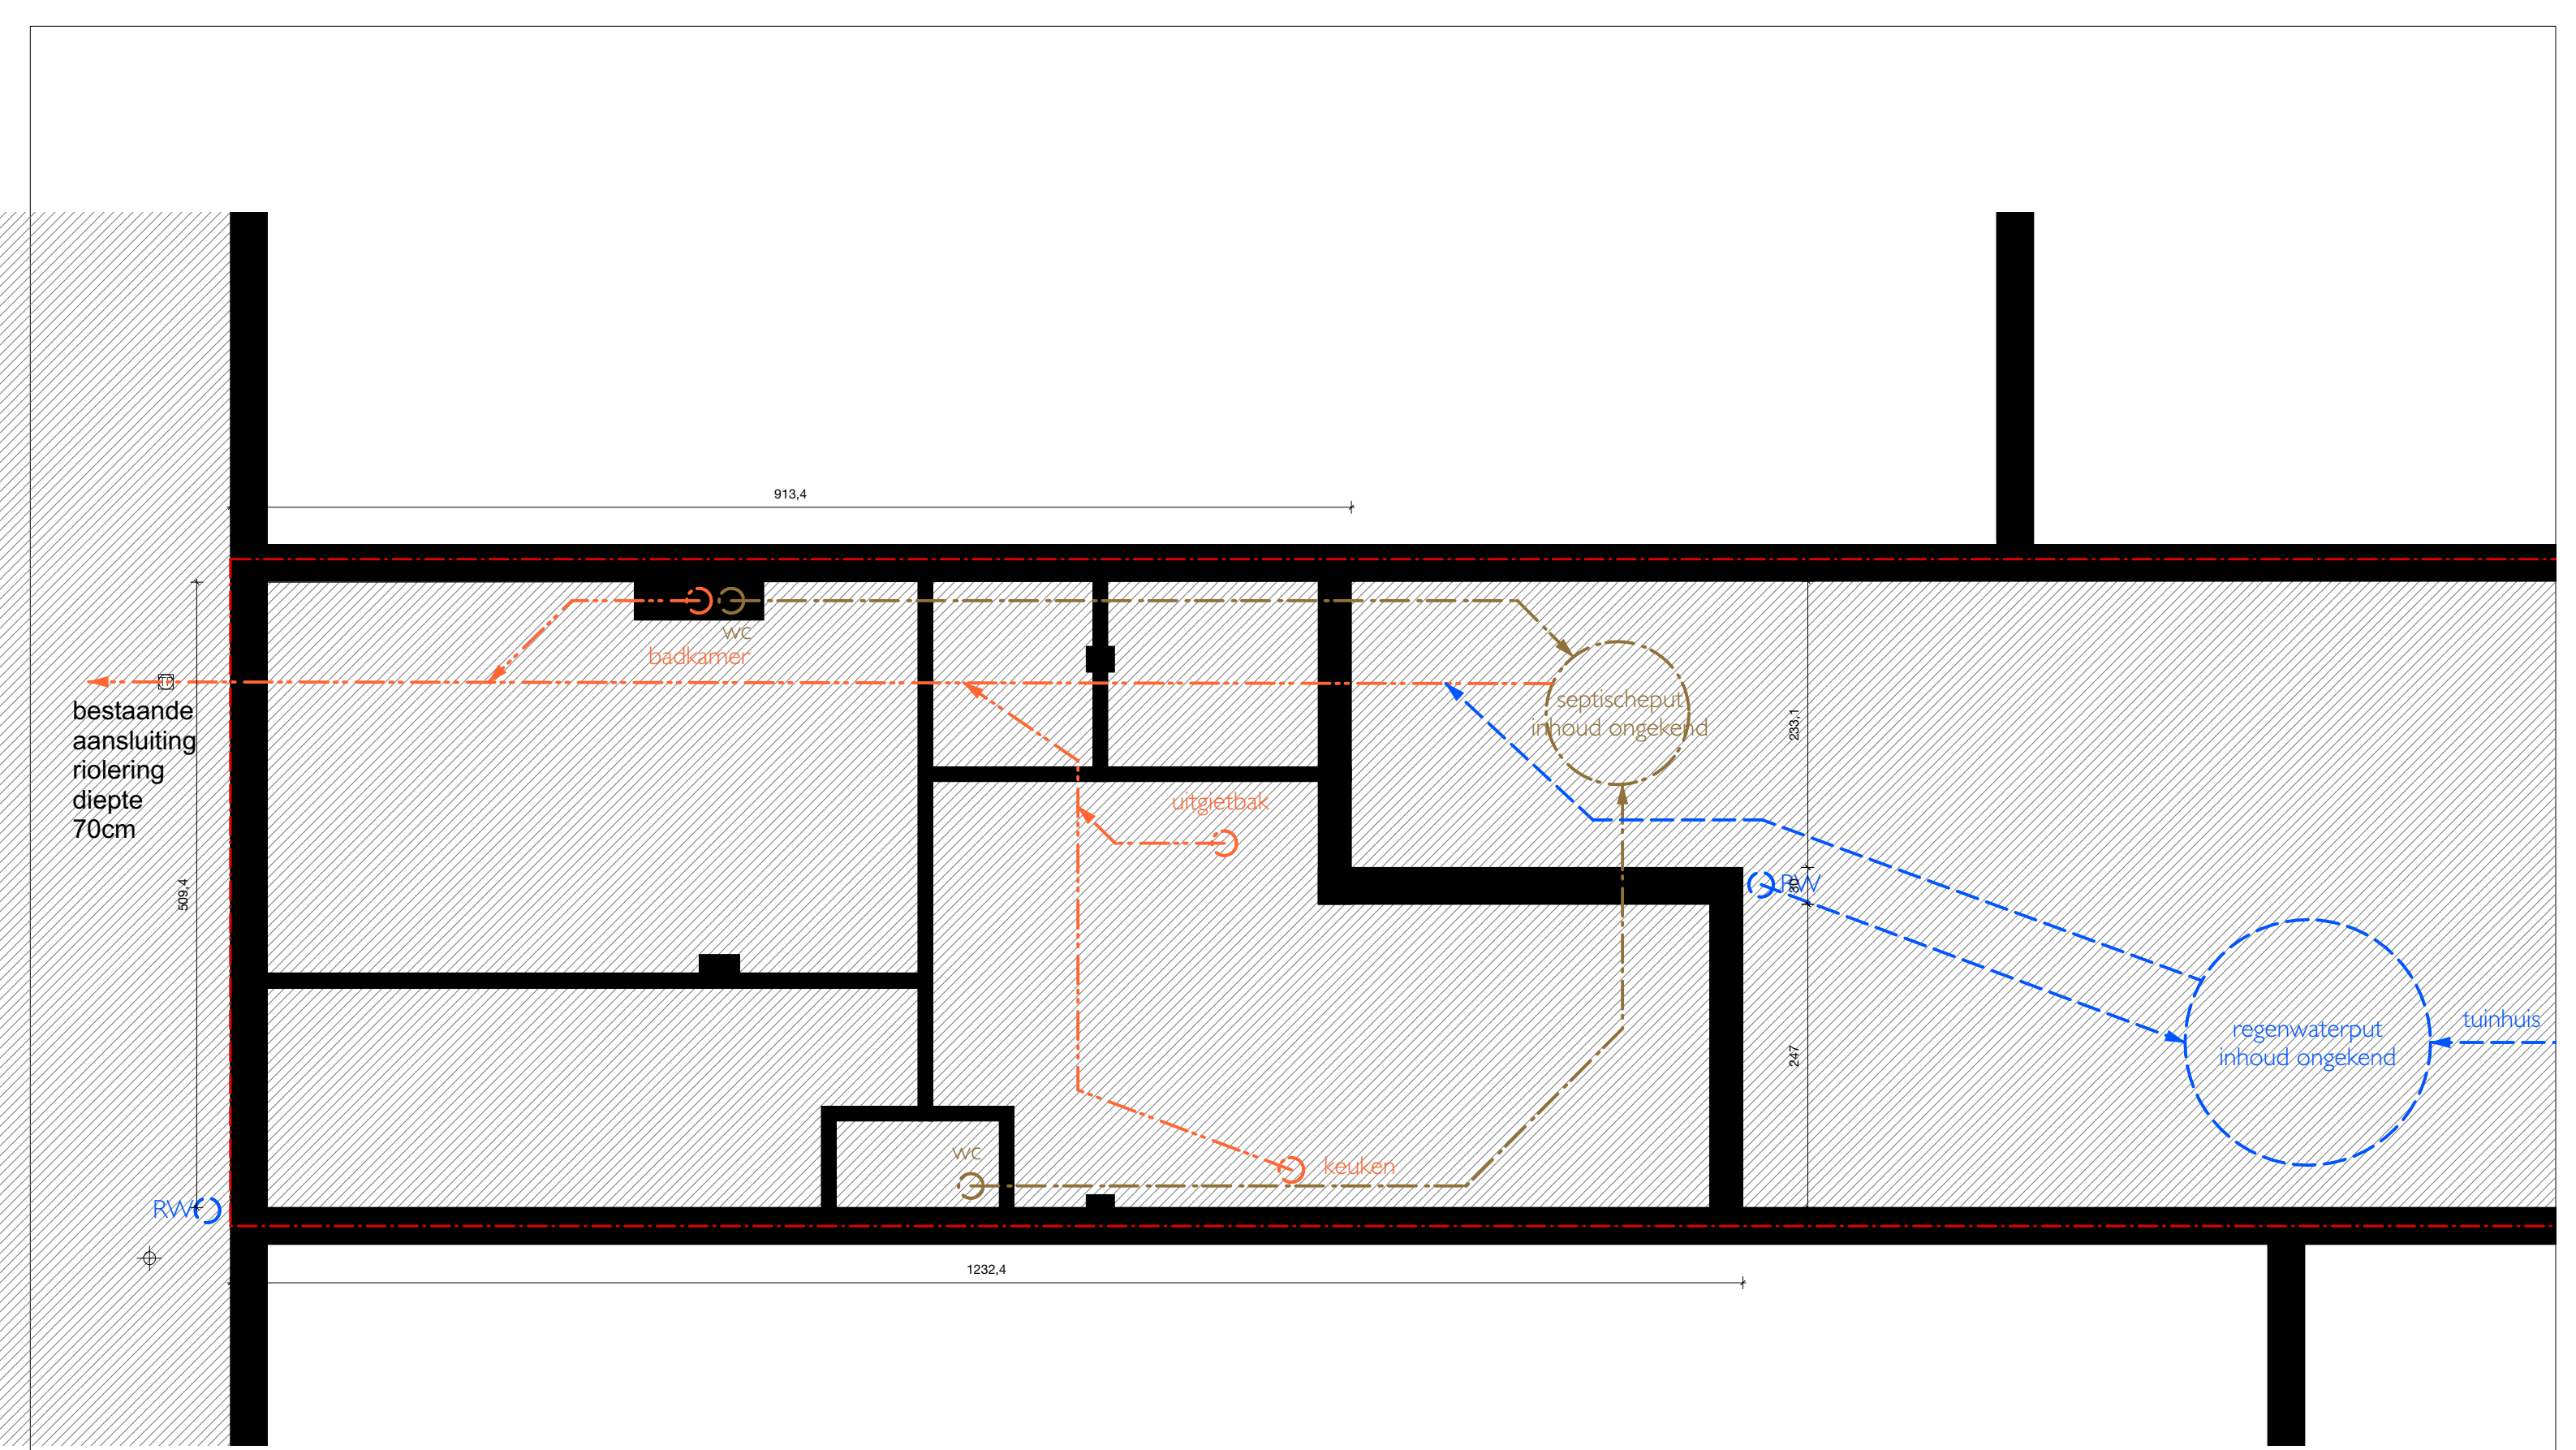 913,4
wc
badkamer
bestaande
aansluiting
riolering
diepte
70cm
septischeput
inhoud ongekend
233,1
uitgietbak
509,4
RW
30
regenwaterput
inhoud ongekend
tuinhuis
247
wc
keuken
RW
1232,4